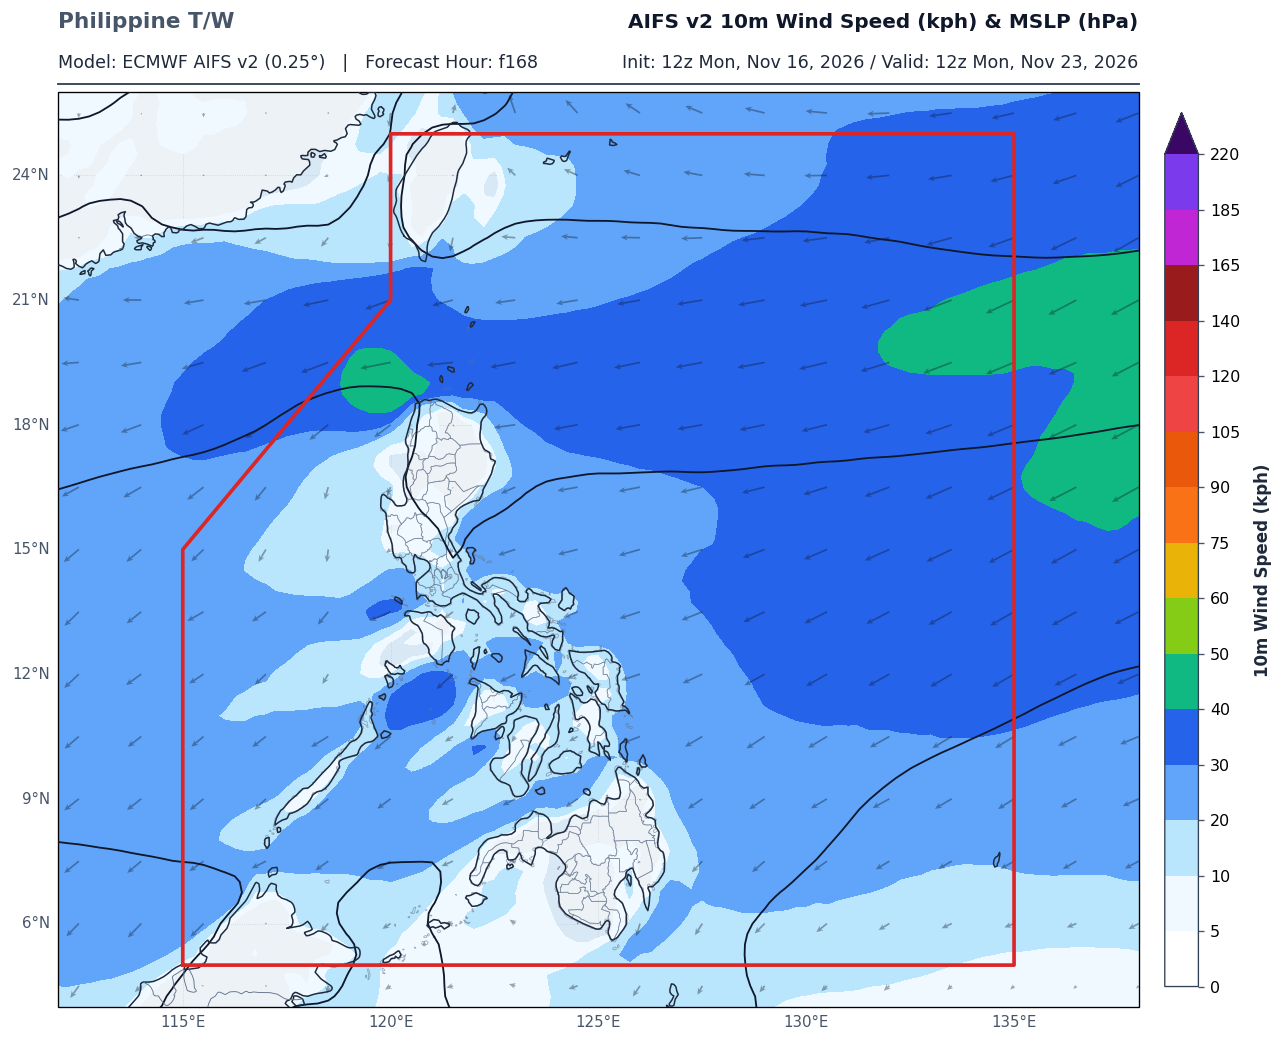 Philippine T/W
AIFS v2 10m Wind Speed (kph) & MSLP (hPa)
Model: ECMWF AIFS v2 (0.25°) | Forecast Hour: f168
Init: 12z Mon, Nov 16, 2026 / Valid: 12z Mon, Nov 23, 2026
24°N
21°N
18°N
15°N
12°N
9°N
6°N
115°E
120°E
125°E
130°E
135°E
220
185
165
140
120
105
90
75
60
50
40
30
20
10
5
0
10m Wind Speed (kph)